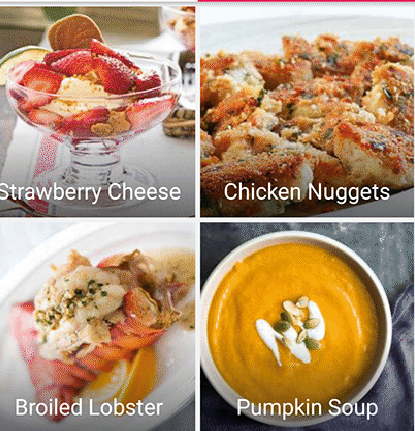 Strawberry Cheese
Chicken Nuggets
Broiled Lobster
Pumpkin Soup